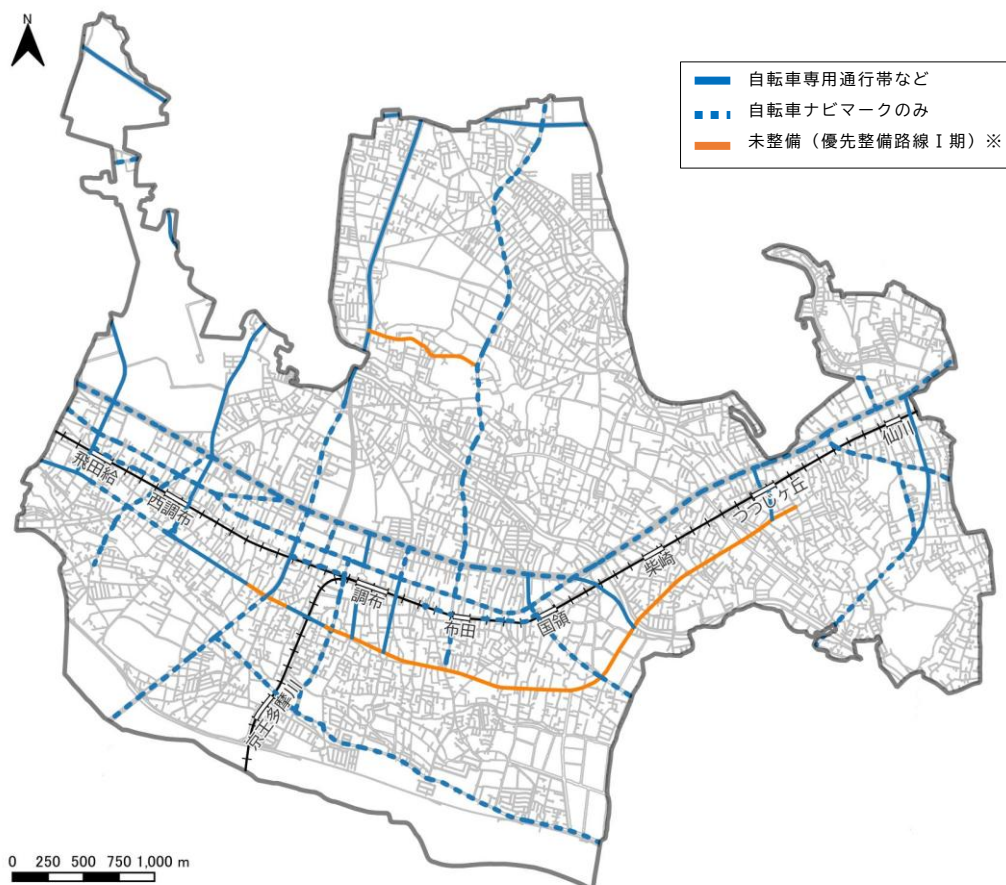 N
自転車専用通行帯など
自転車ナビマークのみ
未整備（優先整備路線Ⅰ期）※
仙川
つつじヶ丘
柴崎
国領
布田
調布
西調布
飛田給
京王多摩川
0 250 500 750 1,000 m